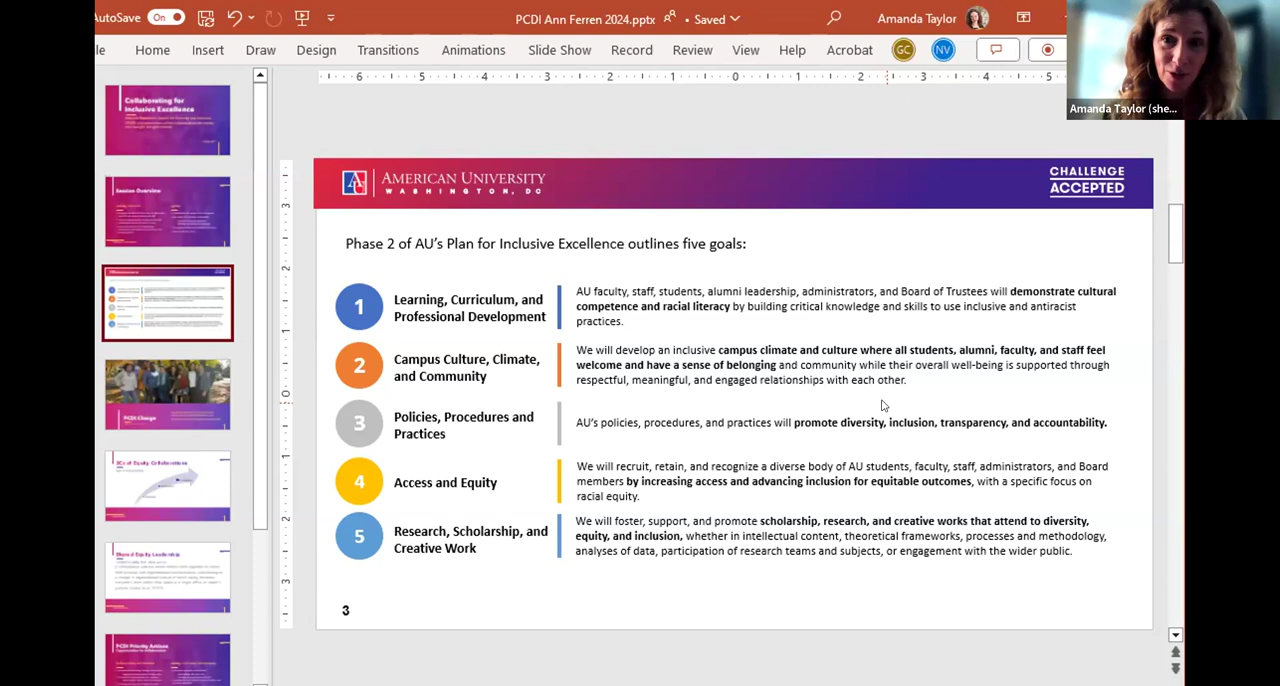 AutoSave On PCDI Ann Ferren 2024.pptx • Saved Amanda Taylor
Home Insert Draw Design Transitions Animations Slide Show Record Review View Help Acrobat GC NV
Amanda Taylor (she...
Collaborating for
Inclusive Excellence
Session Overview
PCDI Change
3Cs of Equity Collaborations
Shared Equity Leadership
PCDI Priority Actions
AMERICAN UNIVERSITY
WASHINGTON, DC
CHALLENGE
ACCEPTED
Phase 2 of AU's Plan for Inclusive Excellence outlines five goals:
1
Learning, Curriculum, and
Professional Development
AU faculty, staff, students, alumni leadership, administrators, and Board of Trustees will demonstrate cultural
competence and racial literacy by building critical knowledge and skills to use inclusive and antiracist
practices.
2
Campus Culture, Climate,
and Community
We will develop an inclusive campus climate and culture where all students, alumni, faculty, and staff feel
welcome and have a sense of belonging and community while their overall well-being is supported through
respectful, meaningful, and engaged relationships with each other.
3
Policies, Procedures and
Practices
AU's policies, procedures, and practices will promote diversity, inclusion, transparency, and accountability.
4
Access and Equity
We will recruit, retain, and recognize a diverse body of AU students, faculty, staff, administrators, and Board
members by increasing access and advancing inclusion for equitable outcomes, with a specific focus on
racial equity.
5
Research, Scholarship, and
Creative Work
We will foster, support, and promote scholarship, research, and creative works that attend to diversity,
equity, and inclusion, whether in intellectual content, theoretical frameworks, processes and methodology,
analyses of data, participation of research teams and subjects, or engagement with the wider public.
3